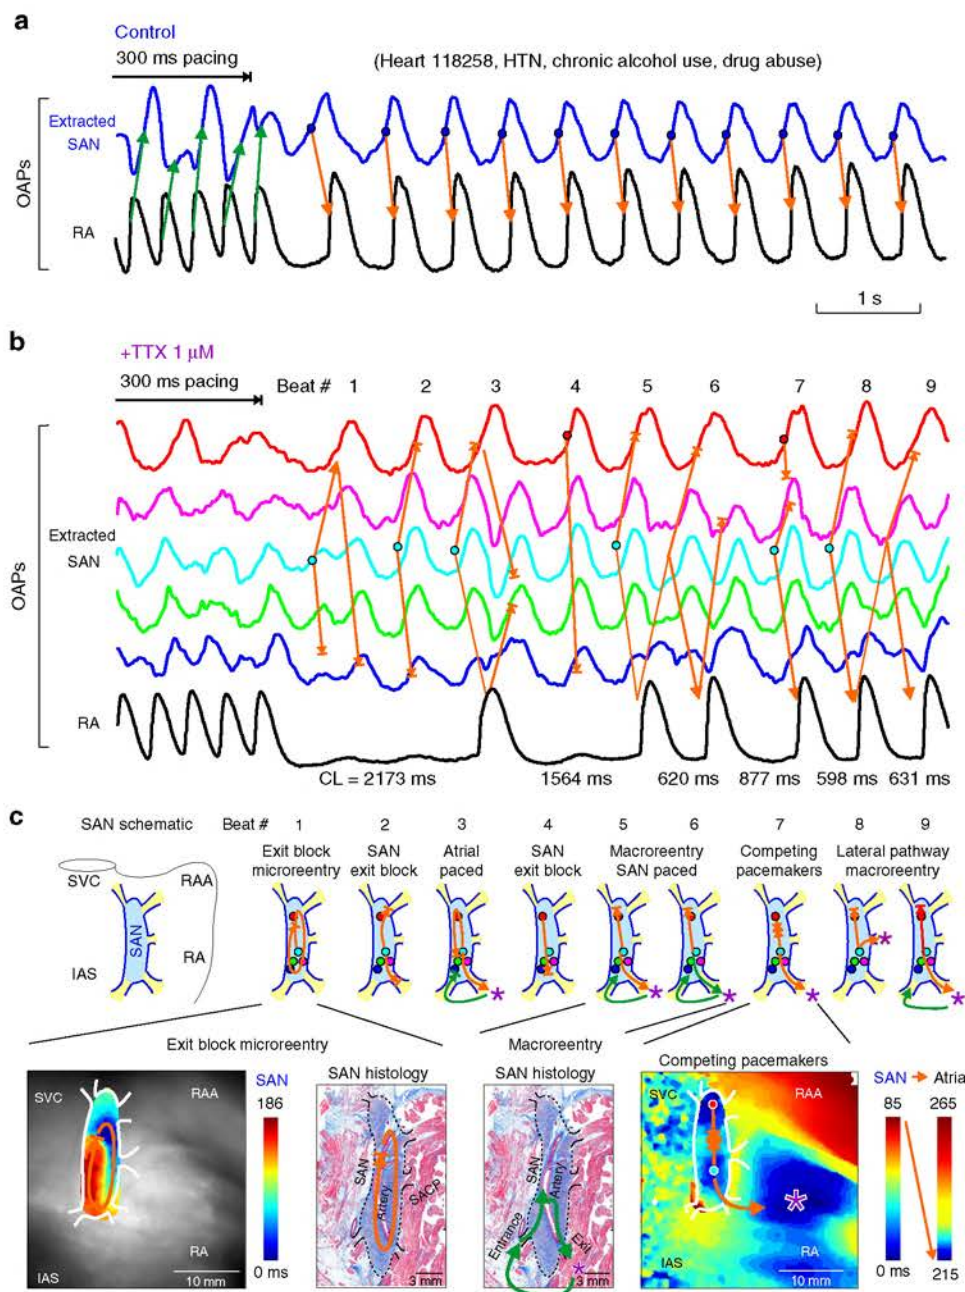 a
Control
300 ms pacing
(Heart 118258, HTN, chronic alcohol use, drug abuse)
OAPs
Extracted
SAN
RA
1 s
b
+TTX 1 μM
300 ms pacing
Beat # 1 2 3 4 5 6 7 8 9
OAPs
Extracted
SAN
RA
CL = 2173 ms 1564 ms 620 ms 877 ms 598 ms 631 ms
c
SAN schematic
Beat # 1 2 3 4 5 6 7 8 9
Exit block
microreentry
SAN
exit block
Atrial
paced
SAN
exit block
Macroreentry
SAN paced
Competing
pacemakers
Lateral pathway
macroreentry
SVC
RAA
SAN
IAS
RA
*
*
*
*
*
*
Exit block microreentry
Macroreentry
SAN histology
SAN histology
Competing pacemakers
SVC
RAA
IAS
RA
10 mm
SAN
186
0 ms
SAN
Artery
SACP
3 mm
SAN
Artery
Entrance
Exit
*
3 mm
SVC
RAA
*
IAS
RA
10 mm
SAN → Atria
85
265
0 ms
215